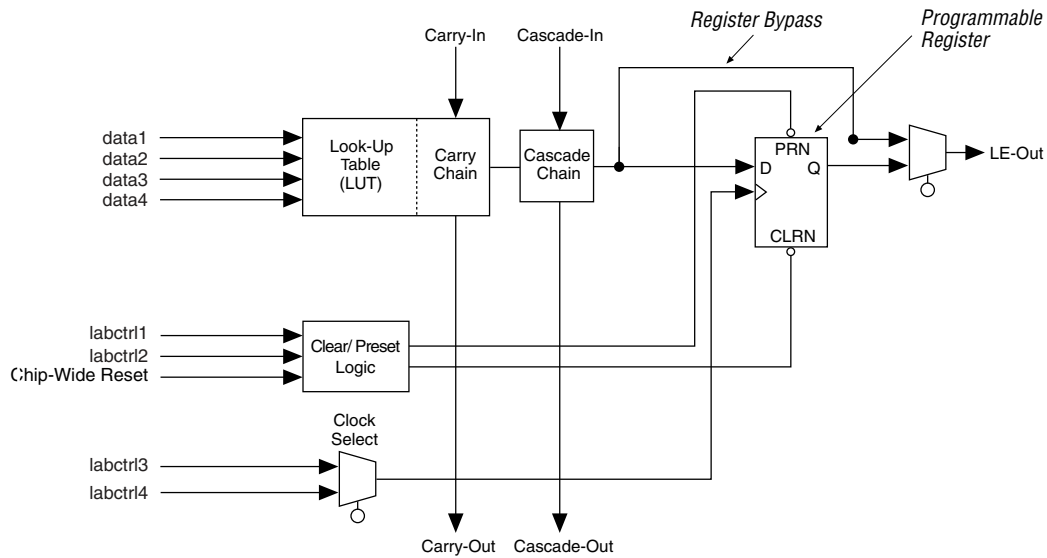 Register Bypass
Programmable
Register
Carry-In
Cascade-In
data1
data2
data3
data4
Look-Up
Table
(LUT)
Carry
Chain
Cascade
Chain
PRN
D
Q
CLRN
LE-Out
labctrl1
labctrl2
Chip-Wide Reset
Clear/ Preset
Logic
Clock
Select
labctrl3
labctrl4
Carry-Out
Cascade-Out